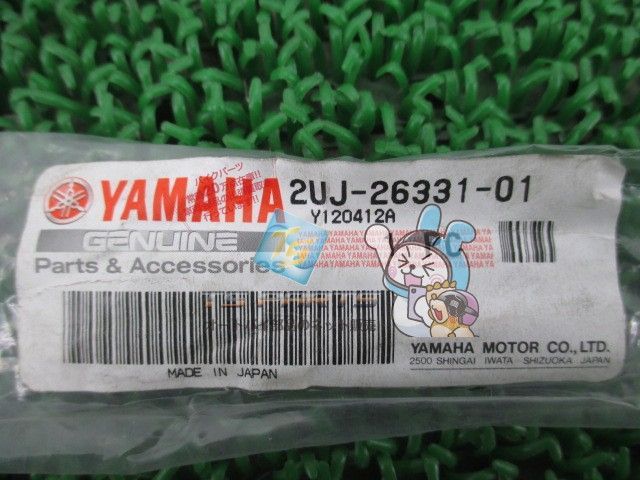 YAMAHA
2UJ-26331-01
Y120412A
GENUINE
Parts & Accessories
YAMAHA MOTOR CO., LTD.
2500 SHINGAI IWATA SHIZUOKA JAPAN
MADE IN JAPAN